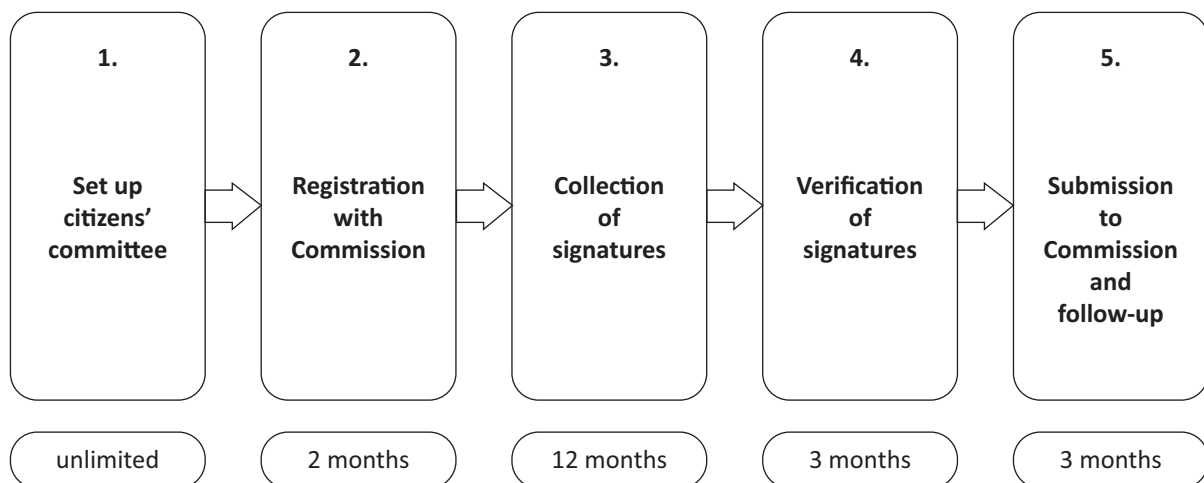 1.
Set up
citizens’
committee
2.
Registration
with
Commission
3.
Collection
of
signatures
4.
Verification
of
signatures
5.
Submission
to
Commission
and
follow-up
unlimited
2 months
12 months
3 months
3 months